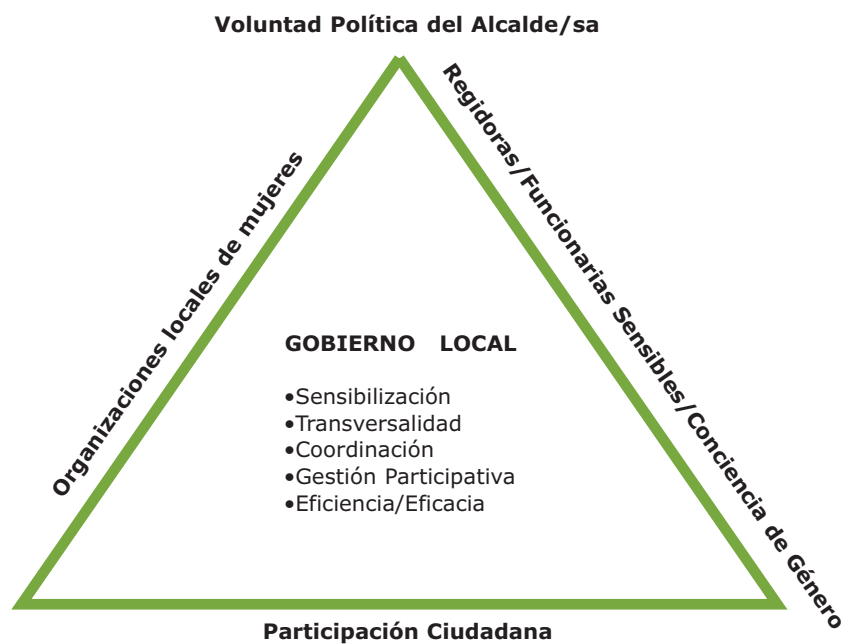 Voluntad Política del Alcalde/sa
Organizaciones locales de mujeres
Regidoras/Funcionarias Sensibles/Conciencia de Género
GOBIERNO LOCAL
•Sensibilización
•Transversalidad
•Coordinación
•Gestión Participativa
•Eficiencia/Eficacia
Participación Ciudadana